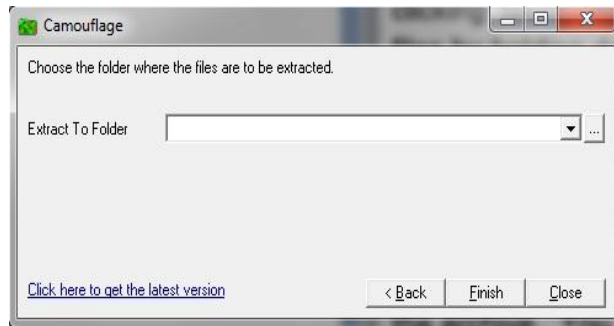 Camouflage
Choose the folder where the files are to be extracted.
Extract To Folder
...
Click here to get the latest version
< Back
Finish
Close